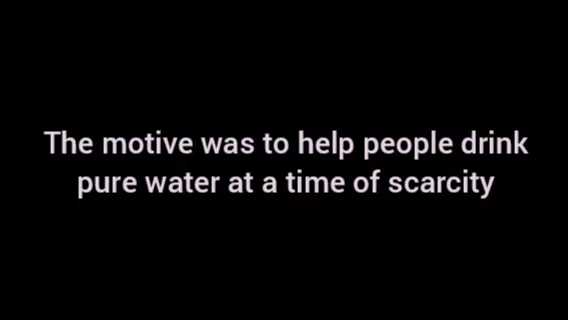 The motive was to help people drink
pure water at a time of scarcity